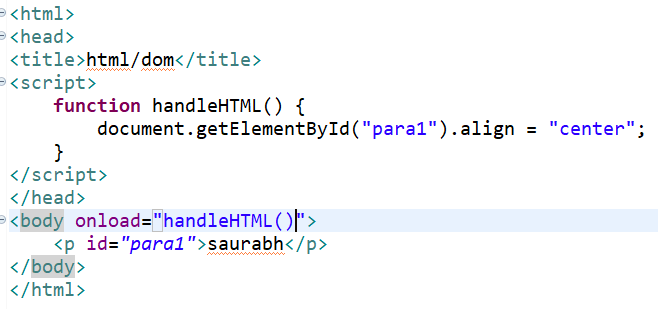 <html>
<head>
<title>html/dom</title>
<script>
    function handleHTML() {
        document.getElementById("para1").align = "center";
    }
</script>
</head>
<body onload="handleHTML()">
    <p id="para1">saurabh</p>
</body>
</html>